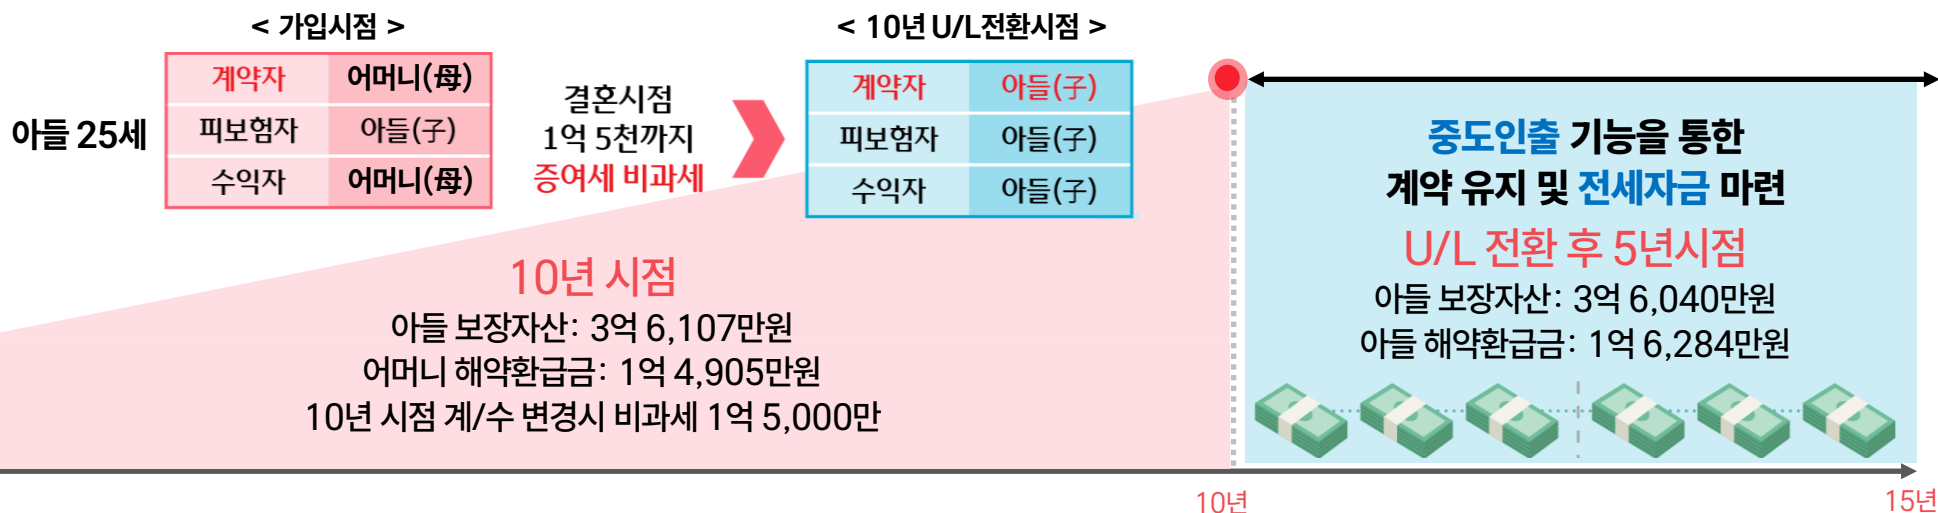 < 가입시점 >
아들 25세
계약자 어머니(母)
피보험자 아들(子)
수익자 어머니(母)
결혼시점
1억 5천까지
증여세 비과세
< 10년 U/L전환시점 >
계약자 아들(子)
피보험자 아들(子)
수익자 아들(子)
10년 시점
아들 보장자산: 3억 6,107만원
어머니 해약환급금: 1억 4,905만원
10년 시점 계/수 변경시 비과세 1억 5,000만
중도인출 기능을 통한
계약 유지 및 전세자금 마련
U/L 전환 후 5년시점
아들 보장자산: 3억 6,040만원
아들 해약환급금: 1억 6,284만원
10년
15년